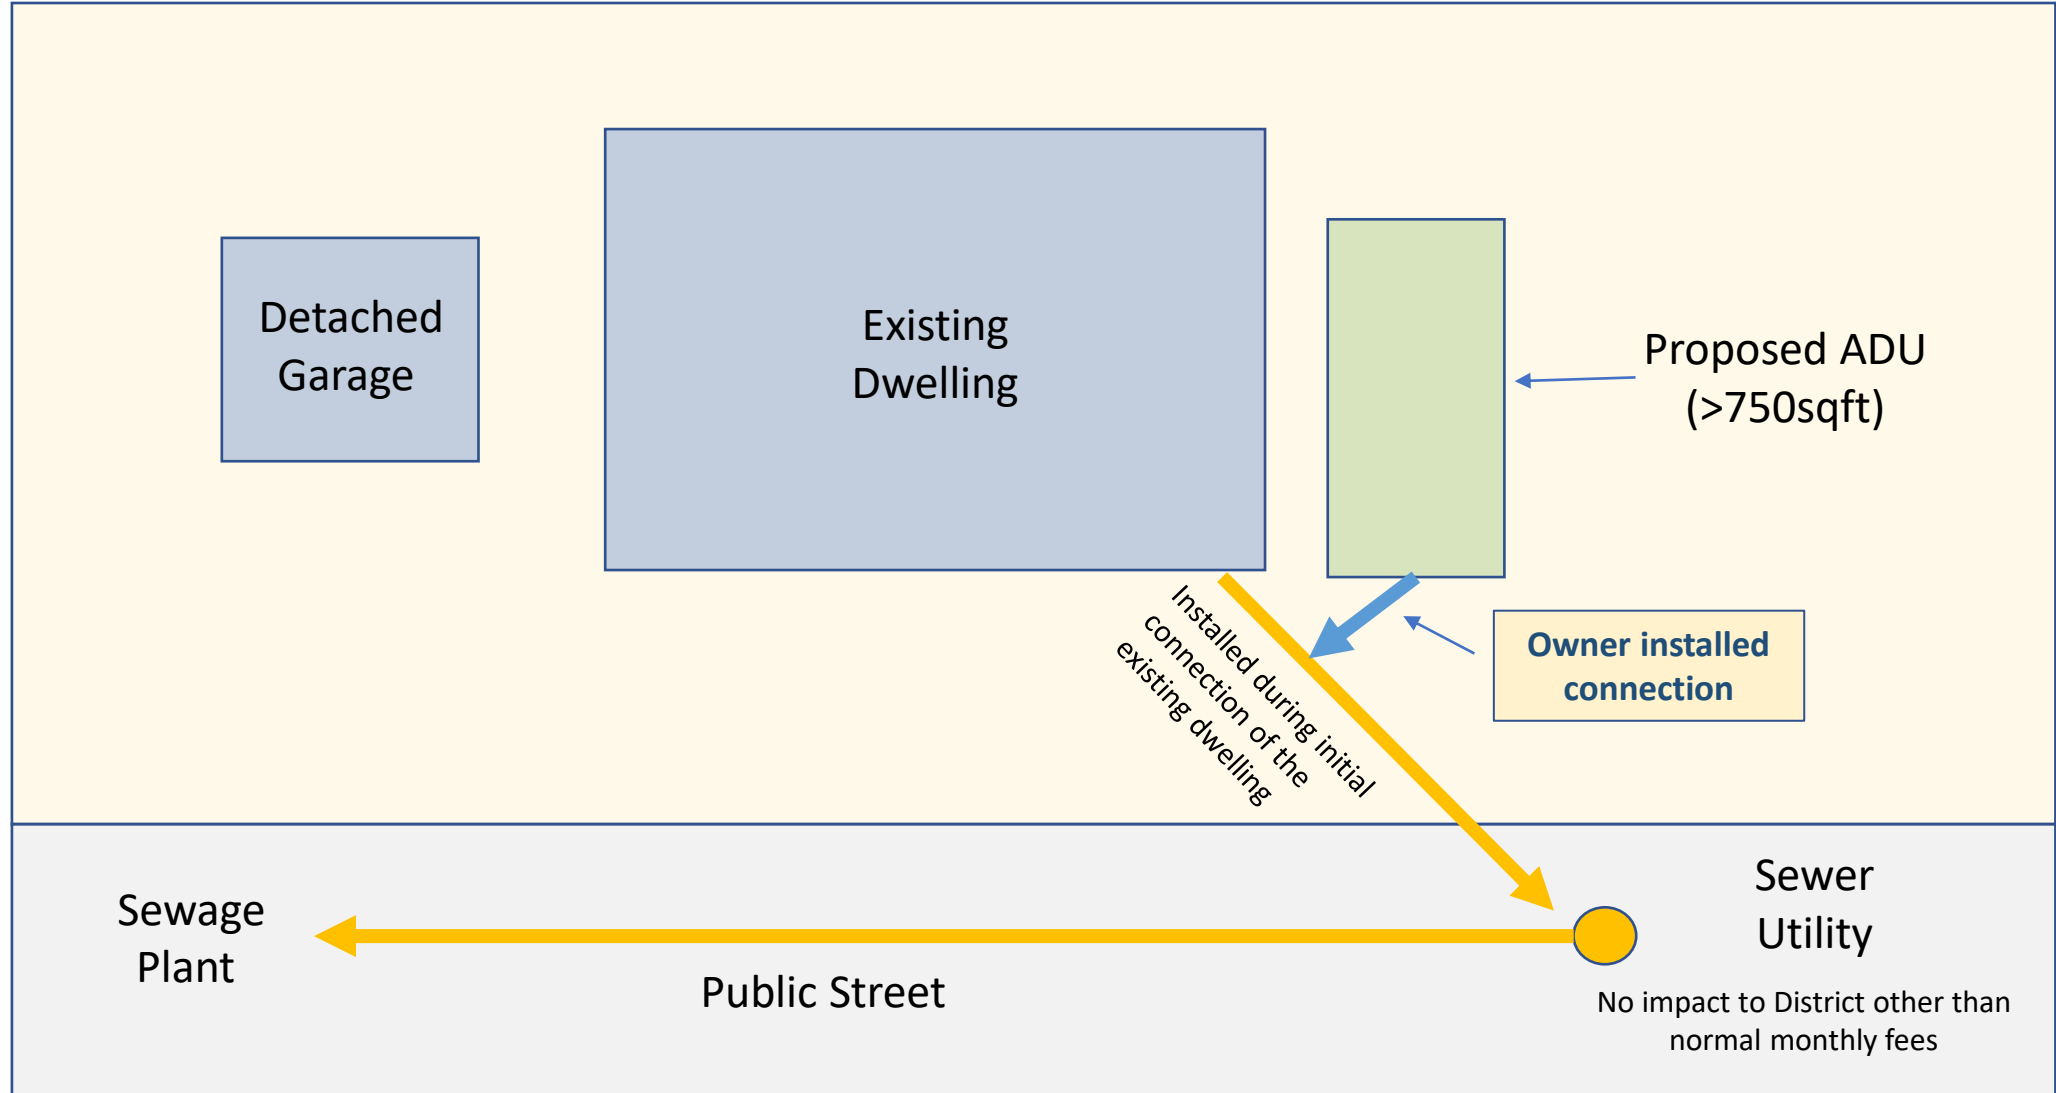 Detached
Garage
Existing
Dwelling
Proposed ADU
(>750sqft)
Installed during initial
connection of the
existing dwelling
Owner installed
connection
Sewage
Plant
Public Street
Sewer
Utility
No impact to District other than
normal monthly fees